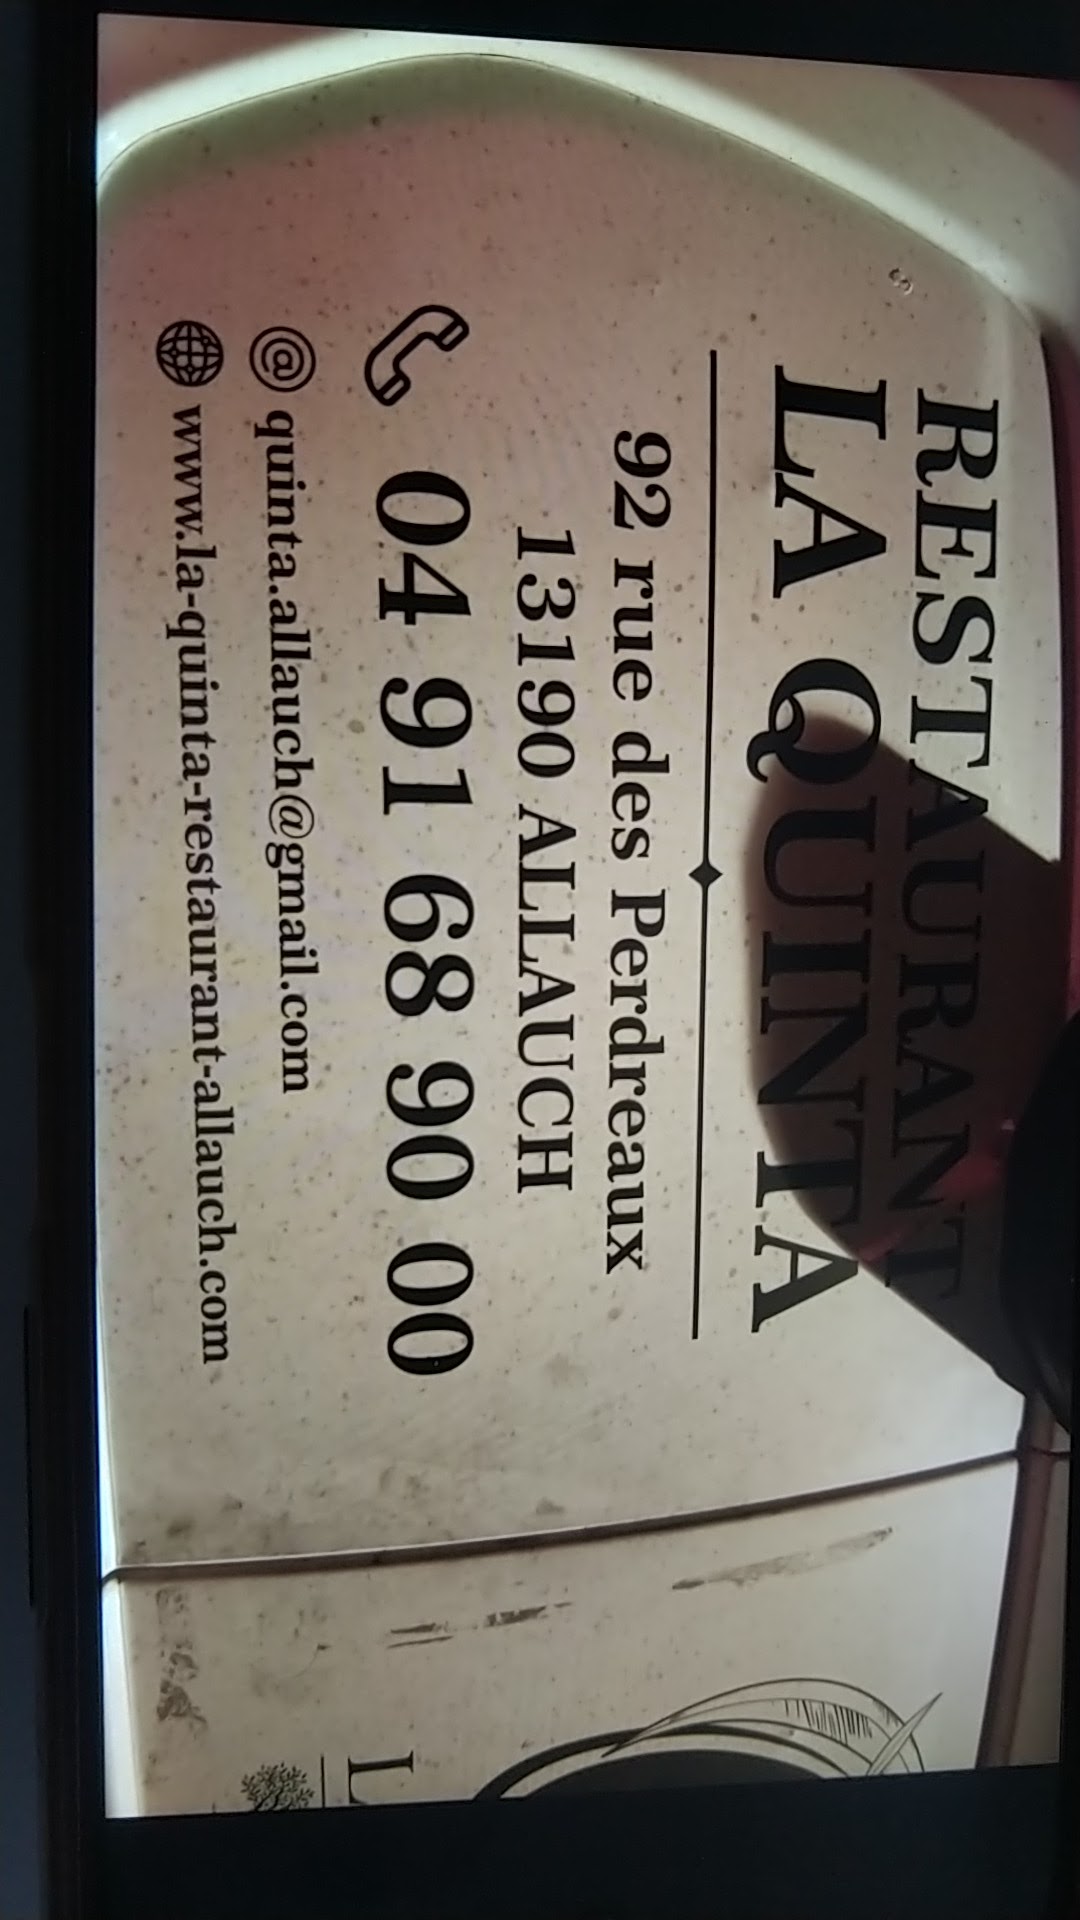 RESTAURANT
LA QUINTA
92 rue des Perdreaux
13190 ALLAUCH
04 91 68 90 00
quinta.allauch@gmail.com
www.la-quinta-restaurant-allauch.com
L